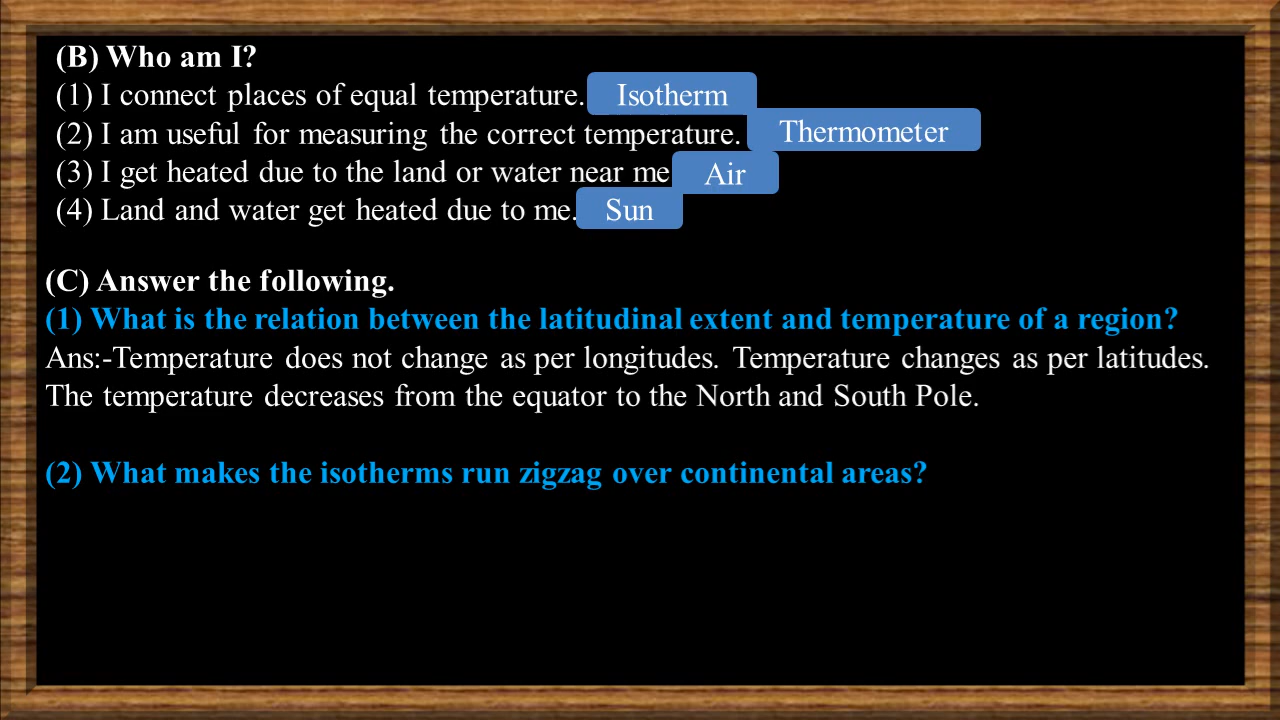 (B) Who am I?
(1) I connect places of equal temperature. Isotherm
(2) I am useful for measuring the correct temperature. Thermometer
(3) I get heated due to the land or water near me Air
(4) Land and water get heated due to me. Sun
(C) Answer the following.
(1) What is the relation between the latitudinal extent and temperature of a region?
Ans:-Temperature does not change as per longitudes. Temperature changes as per latitudes.
The temperature decreases from the equator to the North and South Pole.
(2) What makes the isotherms run zigzag over continental areas?